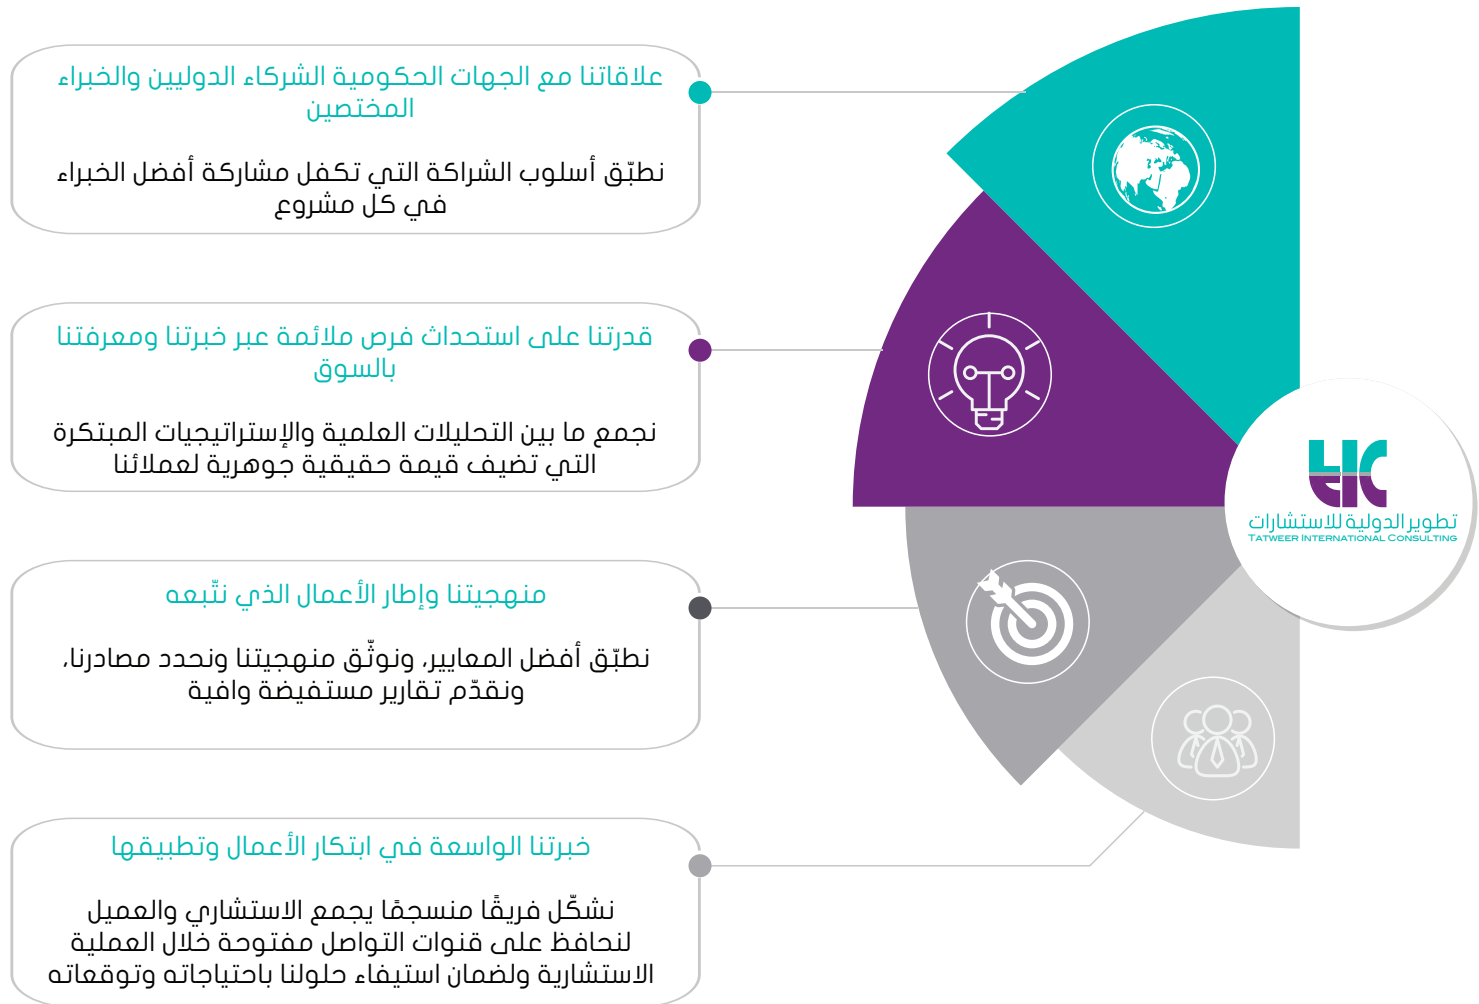 علاقاتنا مع الجهات الحكومية الشركاء الدوليين والخبراء
المختصين
نطبّق أسلوب الشراكة التي تكفل مشاركة أفضل الخبراء
في كل مشروع
قدرتنا على استحداث فرص ملائمة عبر خبرتنا ومعرفتنا
بالسوق
نجمع ما بين التحليلات العلمية والإستراتيجيات المبتكرة
التي تضيف قيمة حقيقية جوهرية لعملائنا
منهجيتنا وإطار الأعمال الذي نتّبعه
نطبّق أفضل المعايير، ونوثّق منهجيتنا ونحدد مصادرنا،
ونقدّم تقارير مستفيضة وافية
خبرتنا الواسعة في ابتكار الأعمال وتطبيقها
نشكّل فريقًا منسجمًا يجمع الاستشاري والعميل
لنحافظ على قنوات التواصل مفتوحة خلال العملية
الاستشارية ولضمان استيفاء حلولنا باحتياجاته وتوقعاته
TIC
تطوير الدولية للاستشارات
TATWEER INTERNATIONAL CONSULTING